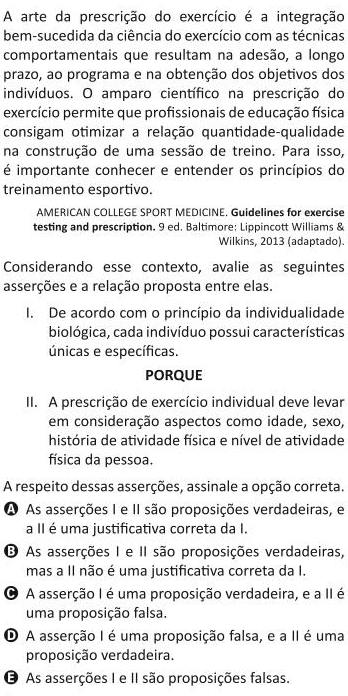 A arte da prescrição do exercício é a integração
bem-sucedida da ciência do exercício com as técnicas
comportamentais que resultam na adesão, a longo
prazo, ao programa e na obtenção dos objetivos dos
indivíduos. O amparo científico na prescrição do
exercício permite que profissionais de educação física
consigam otimizar a relação quantidade-qualidade
na construção de uma sessão de treino. Para isso,
é importante conhecer e entender os princípios do
treinamento esportivo.
AMERICAN COLLEGE SPORT MEDICINE. Guidelines for exercise
testing and prescription. 9 ed. Baltimore: Lippincott Williams &
Wilkins, 2013 (adaptado).
Considerando esse contexto, avalie as seguintes
asserções e a relação proposta entre elas.
I. De acordo com o princípio da individualidade
biológica, cada indivíduo possui características
únicas e específicas.
PORQUE
II. A prescrição de exercício individual deve levar
em consideração aspectos como idade, sexo,
história de atividade física e nível de atividade
física da pessoa.
A respeito dessas asserções, assinale a opção correta.
A As asserções I e II são proposições verdadeiras, e
a II é uma justificativa correta da I.
B As asserções I e II são proposições verdadeiras,
mas a II não é uma justificativa correta da I.
C A asserção I é uma proposição verdadeira, e a II é
uma proposição falsa.
D A asserção I é uma proposição falsa, e a II é uma
proposição verdadeira.
E As asserções I e II são proposições falsas.